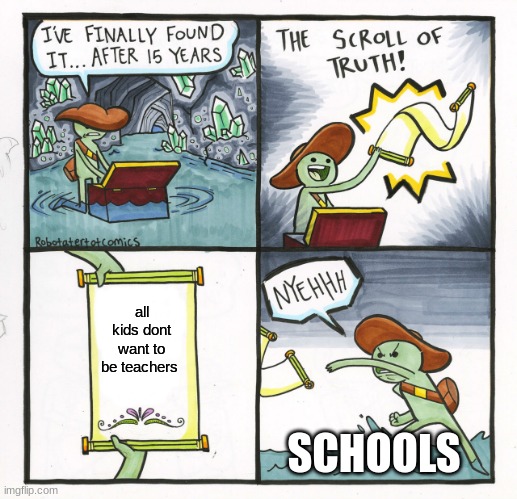 I'VE FINALLY FOUND
IT... AFTER 15 YEARS
Robotatertotcomics
THE SCROLL OF
TRUTH!
all
kids dont
want to
be teachers
NYEHHH
SCHOOLS
imgflip.com